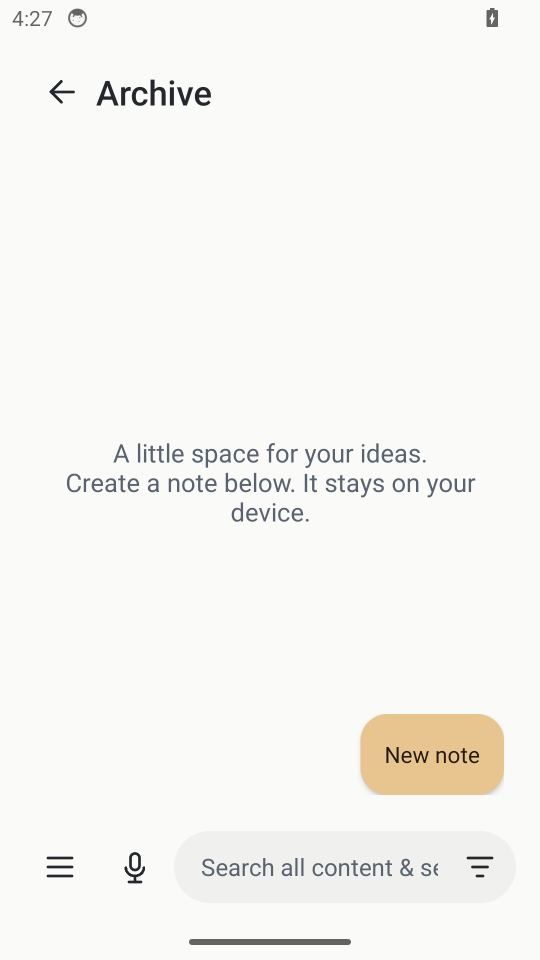 4:27
Archive
A little space for your ideas.
Create a note below. It stays on your
device.
New note
Search all content & se